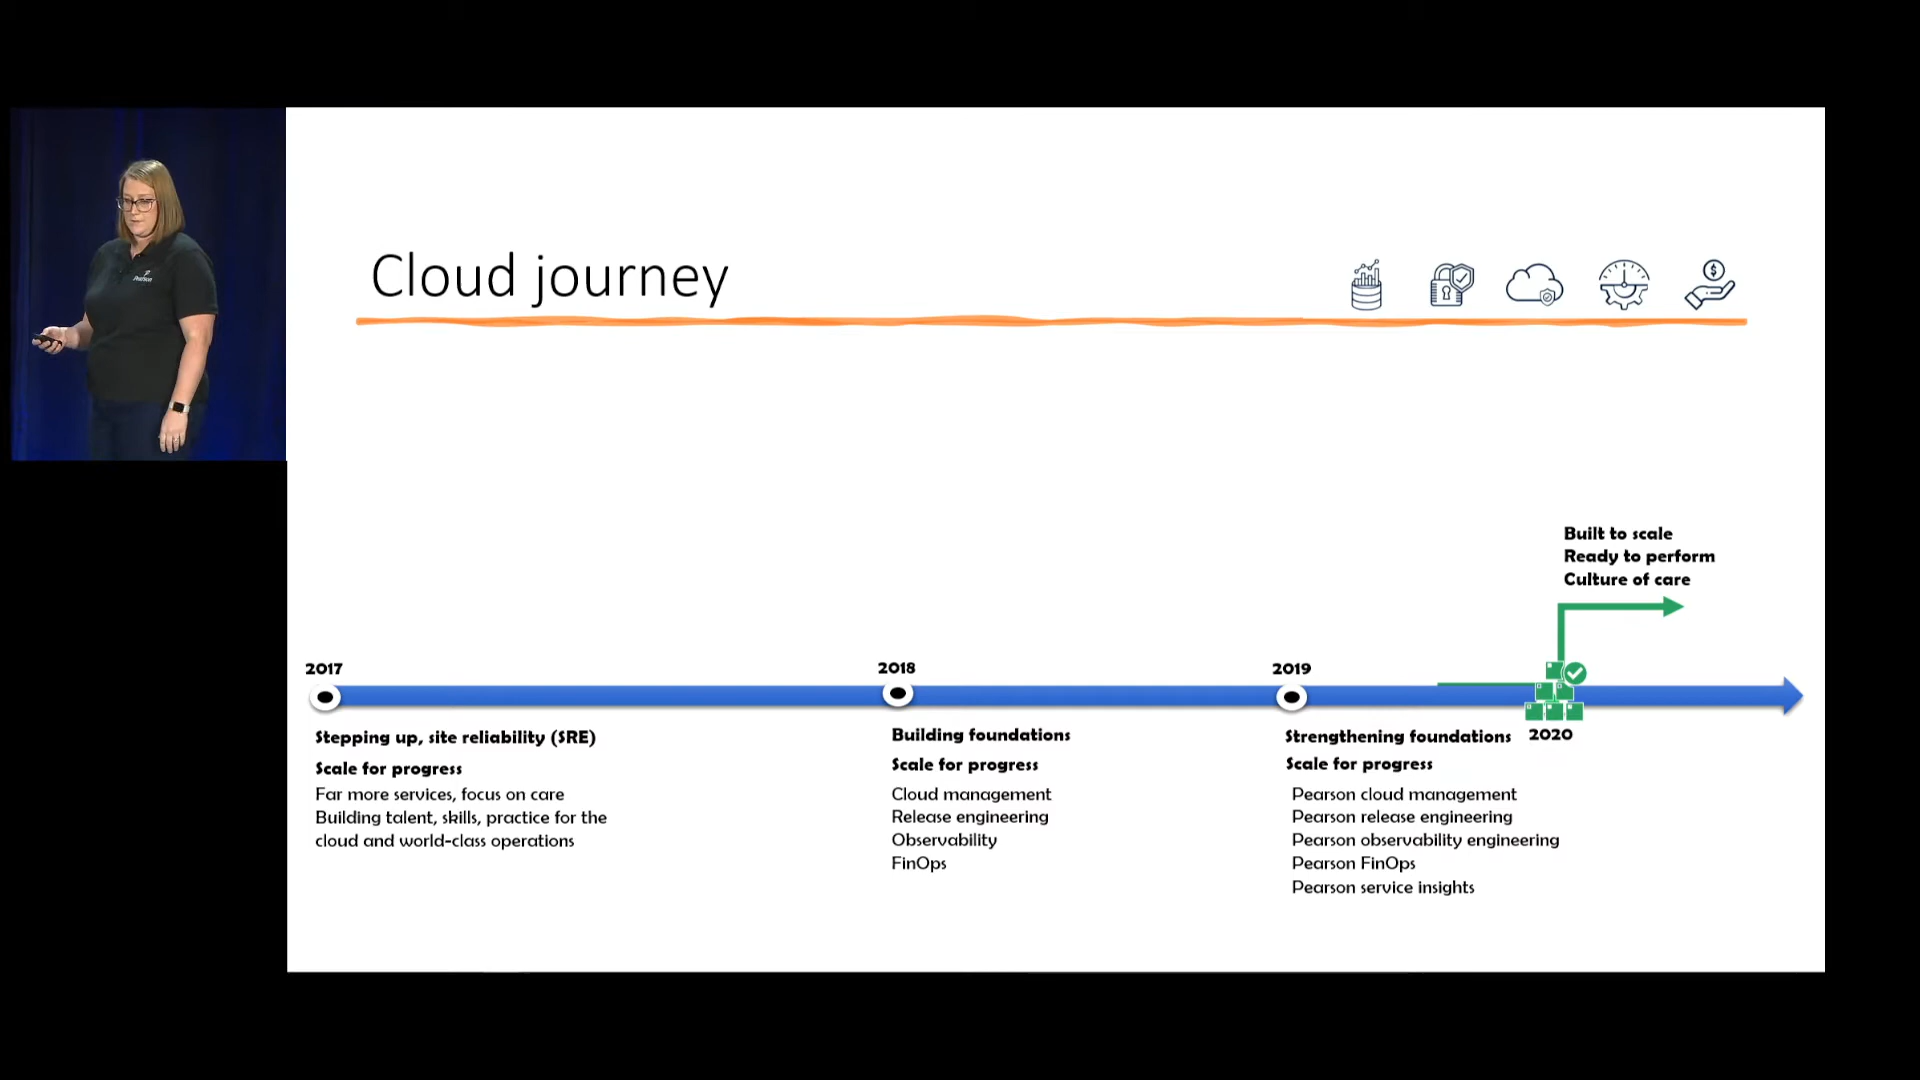 Pearson
Cloud journey
$
Built to scale
Ready to perform
Culture of care
2017
2018
2019
2020
Stepping up, site reliability (SRE)
Scale for progress
Far more services, focus on care
Building talent, skills, practice for the
cloud and world-class operations
Building foundations
Scale for progress
Cloud management
Release engineering
Observability
FinOps
Strengthening foundations
Scale for progress
Pearson cloud management
Pearson release engineering
Pearson observability engineering
Pearson FinOps
Pearson service insights